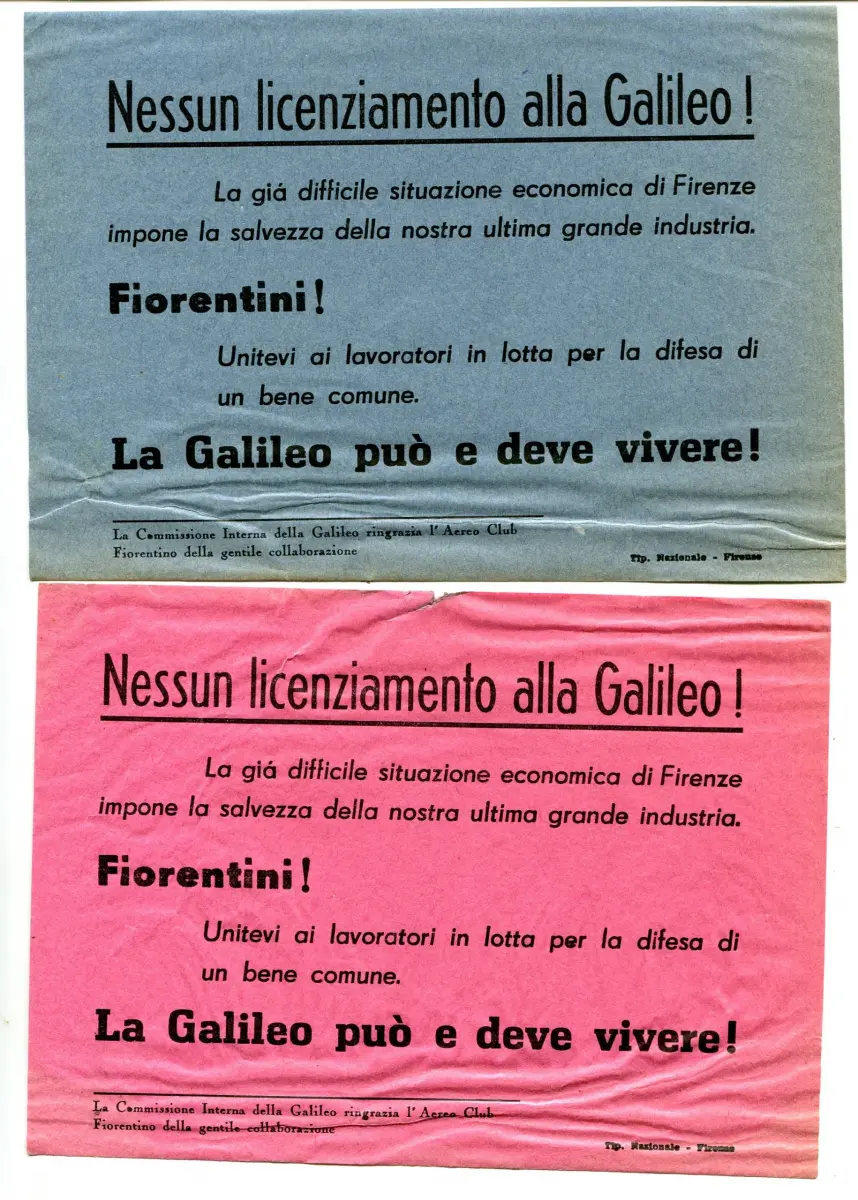 Nessun licenziamento alla Galileo !
La giá difficile situazione economica di Firenze
impone la salvezza della nostra ultima grande industria.
Fiorentini !
Unitevi ai lavoratori in lotta per la difesa di
un bene comune.
La Galileo può e deve vivere !
La Commissione Interna della Galileo ringrazia l' Aereo Club
Fiorentino della gentile collaborazione
Tip. Nazionale - Firenze
Nessun licenziamento alla Galileo !
La giá difficile situazione economica di Firenze
impone la salvezza della nostra ultima grande industria.
Fiorentini !
Unitevi ai lavoratori in lotta per la difesa di
un bene comune.
La Galileo può e deve vivere !
La Commissione Interna della Galileo ringrazia l' Aereo Club
Fiorentino della gentile collaborazione
Tip. Nazionale - Firenze